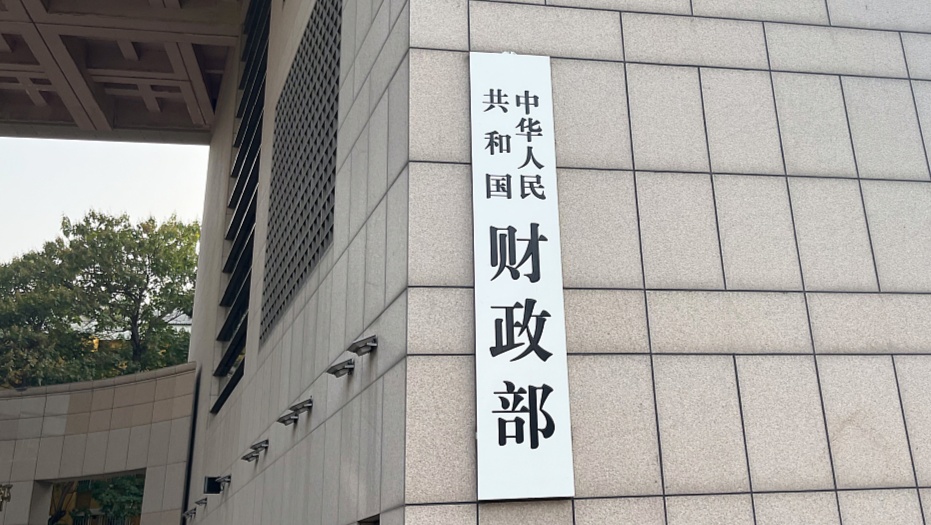 中华人民
共和国
财政部